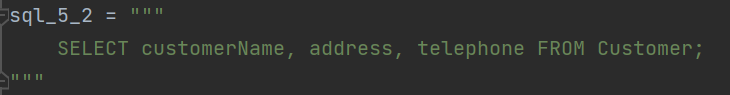 sql_5_2 = """
SELECT customerName, address, telephone FROM Customer;
"""